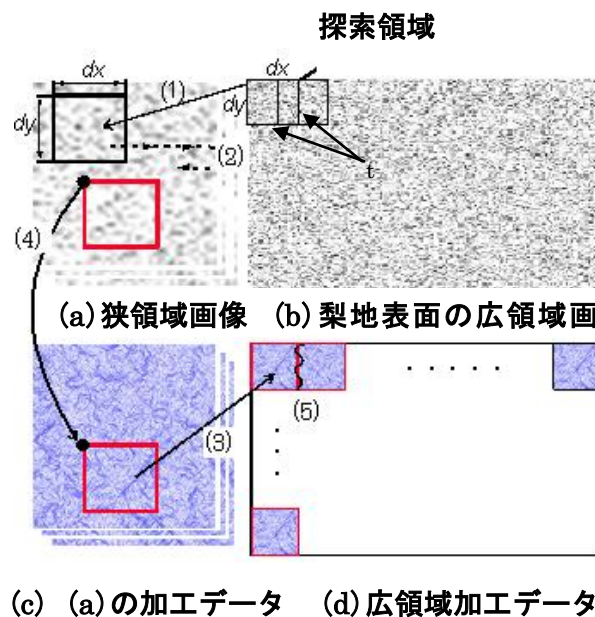 探索領域
dx
dx
(1)
dy
dy
(2)
t
(4)
(a)狭領域画像 (b)梨地表面の広領域画
(3)
(5)
(c) (a)の加工データ (d)広領域加工データ